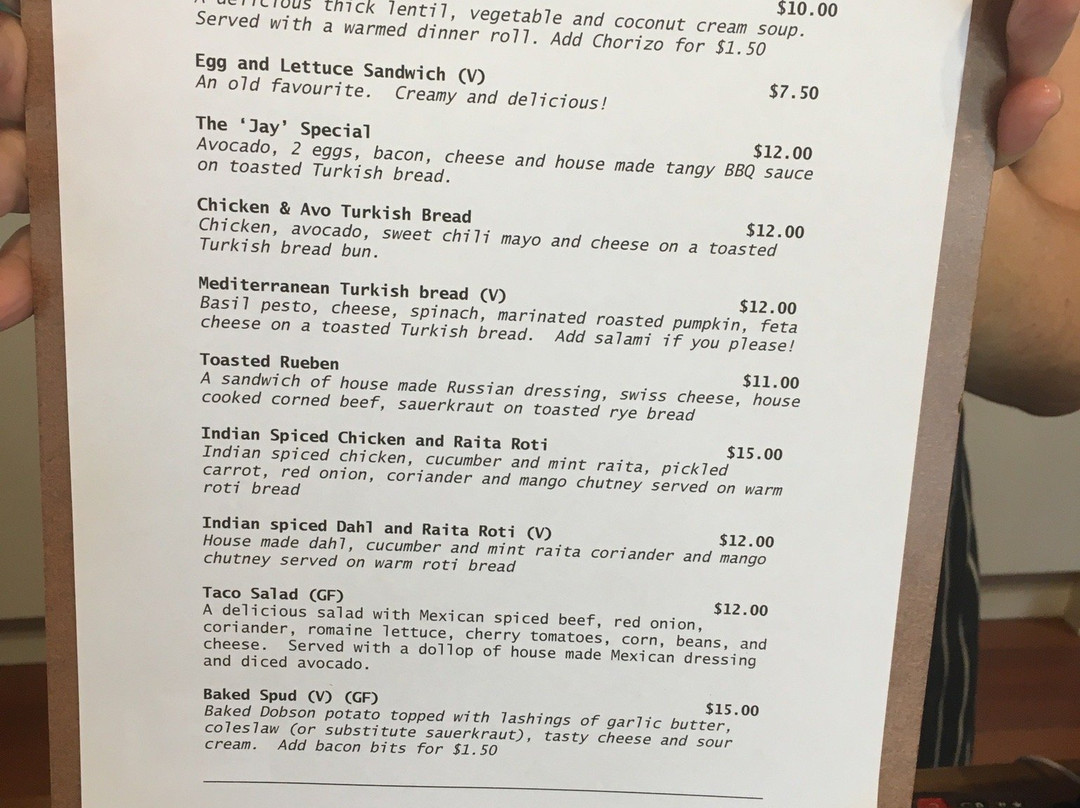 thick lentil, vegetable and coconut cream soup. $10.00
Served with a warmed dinner roll. Add Chorizo for $1.50
Egg and Lettuce Sandwich (V) $7.50
An old favourite. Creamy and delicious!
The ‘Jay’ Special $12.00
Avocado, 2 eggs, bacon, cheese and house made tangy BBQ sauce
on toasted Turkish bread.
Chicken & Avo Turkish Bread $12.00
Chicken, avocado, sweet chili mayo and cheese on a toasted
Turkish bread bun.
Mediterranean Turkish bread (V) $12.00
Basil pesto, cheese, spinach, marinated roasted pumpkin, feta
cheese on a toasted Turkish bread. Add salami if you please!
Toasted Rueben $11.00
A sandwich of house made Russian dressing, swiss cheese, house
cooked corned beef, sauerkraut on toasted rye bread
Indian Spiced Chicken and Raita Roti $15.00
Indian spiced chicken, cucumber and mint raita, pickled
carrot, red onion, coriander and mango chutney served on warm
roti bread
Indian spiced Dahl and Raita Roti (V) $12.00
House made dahl, cucumber and mint raita coriander and mango
chutney served on warm roti bread
Taco Salad (GF) $12.00
A delicious salad with Mexican spiced beef, red onion,
coriander, romaine lettuce, cherry tomatoes, corn, beans, and
cheese. Served with a dollop of house made Mexican dressing
and diced avocado.
Baked Spud (V) (GF) $15.00
Baked Dobson potato topped with lashings of garlic butter,
coleslaw (or substitute sauerkraut), tasty cheese and sour
cream. Add bacon bits for $1.50